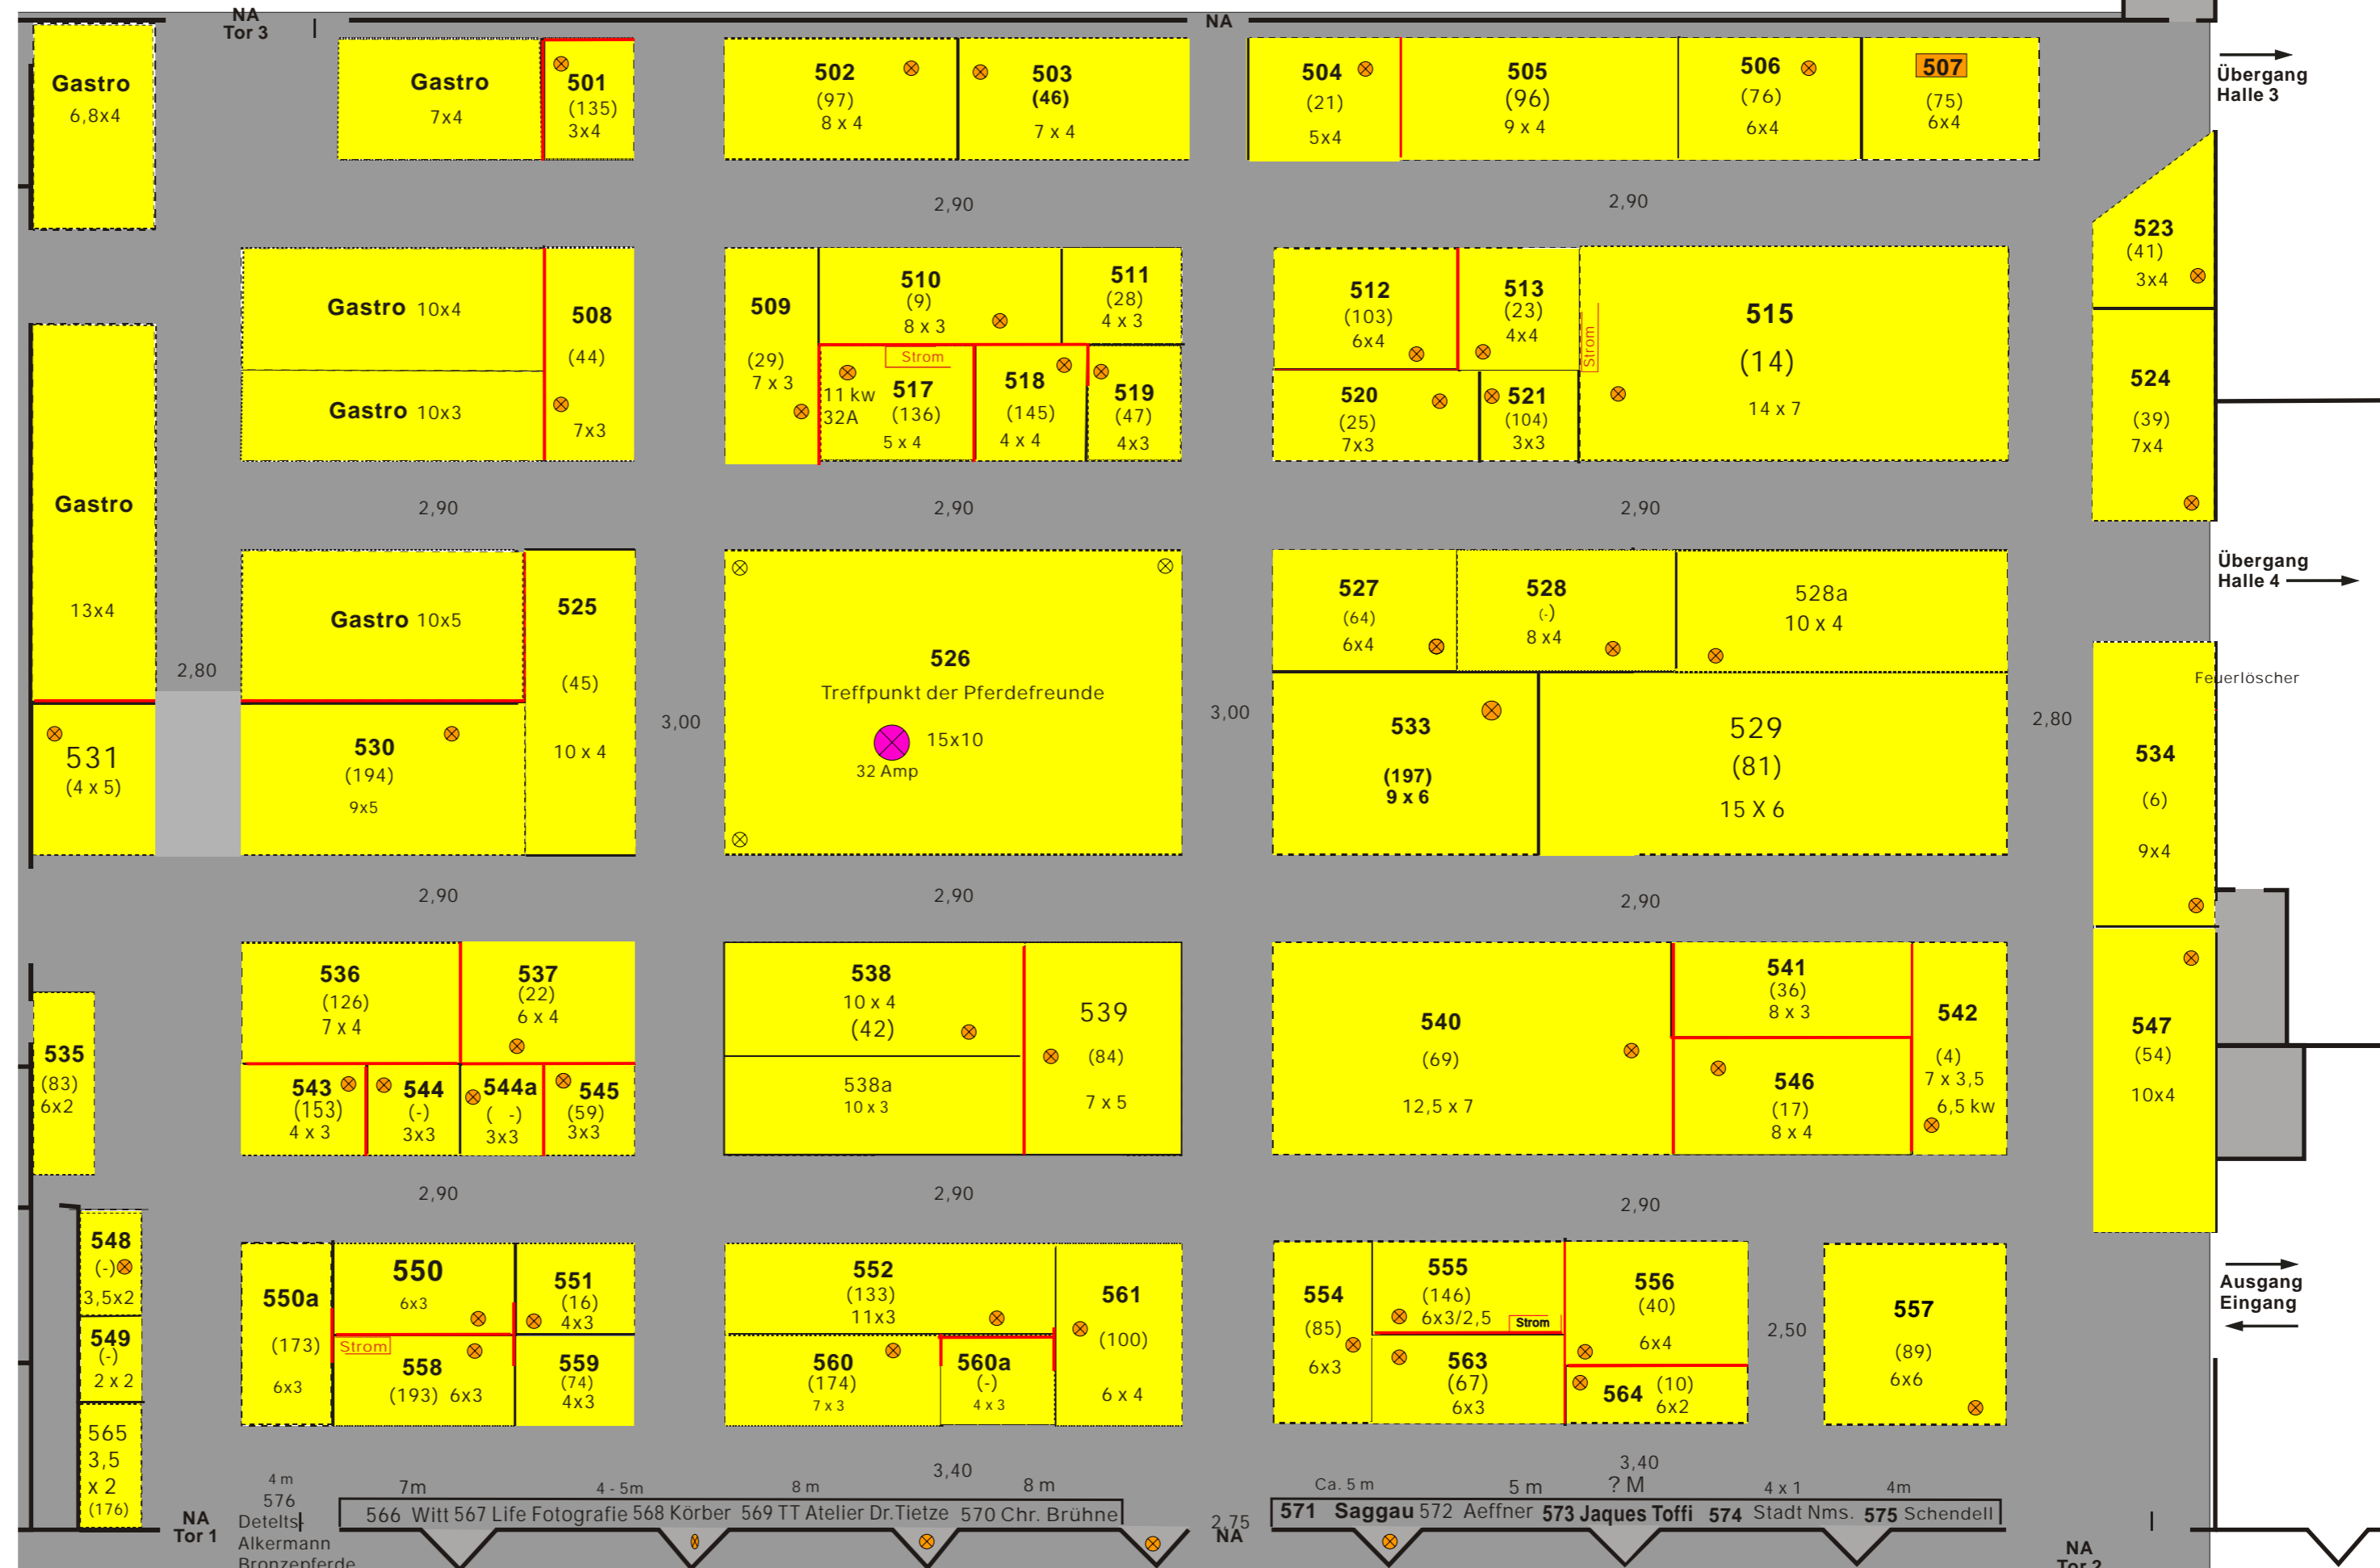 NA
Tor 3
NA
Gastro
6,8x4
Gastro
7x4
501
(135)
3x4
502
(97)
8 x 4
503
(46)
7 x 4
504
(21)
5x4
505
(96)
9 x 4
506
(76)
6x4
507
(75)
6x4
Übergang
Halle 3
2,90
2,90
Gastro 10x4
Gastro 10x3
508
(44)
7x3
509
(29)
7 x 3
510
(9)
8 x 3
511
(28)
4 x 3
Strom
11 kw
32A
517
(136)
5 x 4
518
(145)
4 x 4
519
(47)
4x3
512
(103)
6x4
513
(23)
4x4
Strom
515
(14)
14 x 7
520
(25)
7x3
521
(104)
3x3
523
(41)
3x4
524
(39)
7x4
Gastro
13x4
2,90
2,90
2,90
Übergang
Halle 4
Gastro 10x5
525
(45)
10 x 4
2,80
531
(4 x 5)
530
(194)
9x5
3,00
526
Treffpunkt der Pferdefreunde
15x10
32 Amp
3,00
527
(64)
6x4
528
(-)
8 x4
528a
10 x 4
533
(197)
9 x 6
529
(81)
15 X 6
2,80
Feuerlöscher
534
(6)
9x4
2,90
2,90
2,90
535
(83)
6x2
536
(126)
7 x 4
537
(22)
6 x 4
543
(153)
4 x 3
544
(-)
3x3
544a
( -)
3x3
545
(59)
3x3
538
10 x 4
(42)
538a
10 x 3
539
(84)
7 x 5
540
(69)
12,5 x 7
541
(36)
8 x 3
546
(17)
8 x 4
542
(4)
7 x 3,5
6,5 kw
547
(54)
10x4
2,90
2,90
2,90
548
(-)
3,5x2
549
(-)
2 x 2
565
3,5
x 2
(176)
550a
(173)
6x3
550
6x3
551
(16)
4x3
Strom
558
(193) 6x3
559
(74)
4x3
552
(133)
11x3
560
(174)
7 x 3
560a
(-)
4 x 3
561
(100)
6 x 4
554
(85)
6x3
555
(146)
6x3/2,5
Strom
563
(67)
6x3
556
(40)
6x4
564 (10)
6x2
2,50
557
(89)
6x6
Ausgang
Eingang
3,40
3,40
4 m
7m
4 - 5m
8 m
8 m
Ca. 5 m
5 m
? M
4 x 1
4m
576
Detelts
Alkermann
Bronzepferde
566 Witt 567 Life Fotografie 568 Körber 569 TT Atelier Dr.Tietze 570 Chr. Brühne
571 Saggau 572 Aeffner 573 Jaques Toffi 574 Stadt Nms. 575 Schendell
NA
Tor 1
2,75
NA
NA
Tor 2